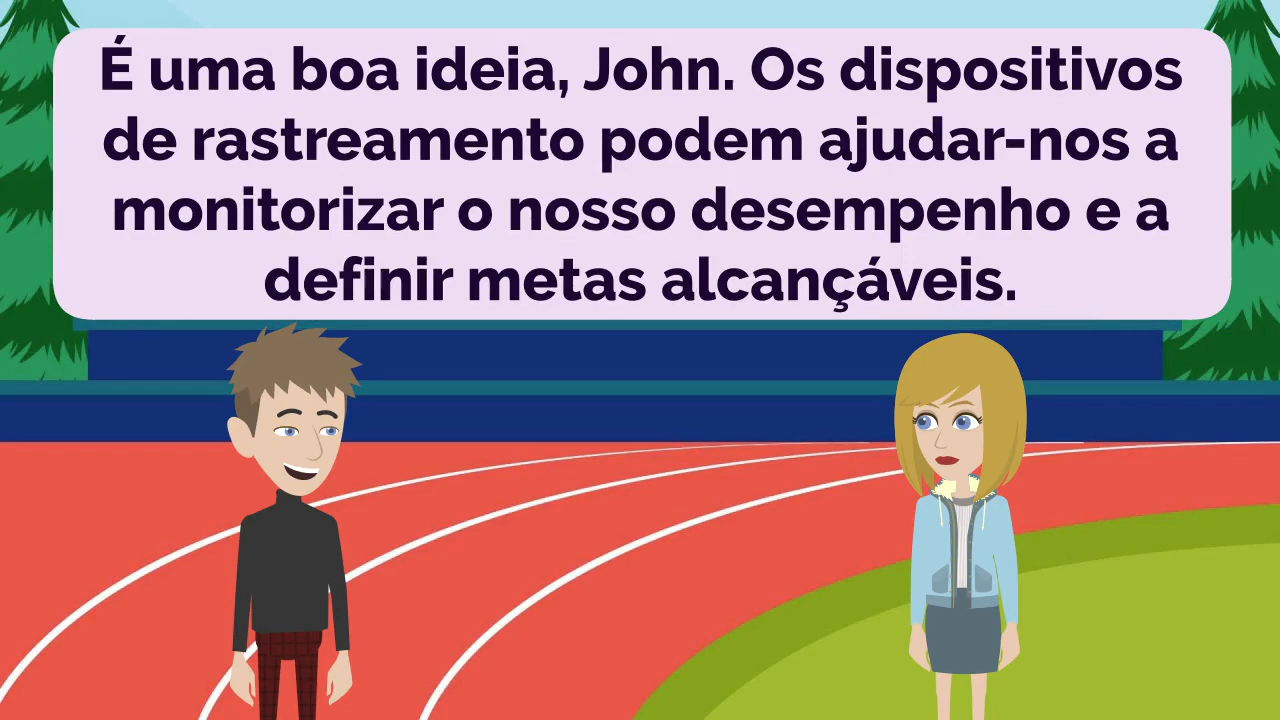 É uma boa ideia, John. Os dispositivos
de rastreamento podem ajudar-nos a
monitorizar o nosso desempenho e a
definir metas alcançáveis.